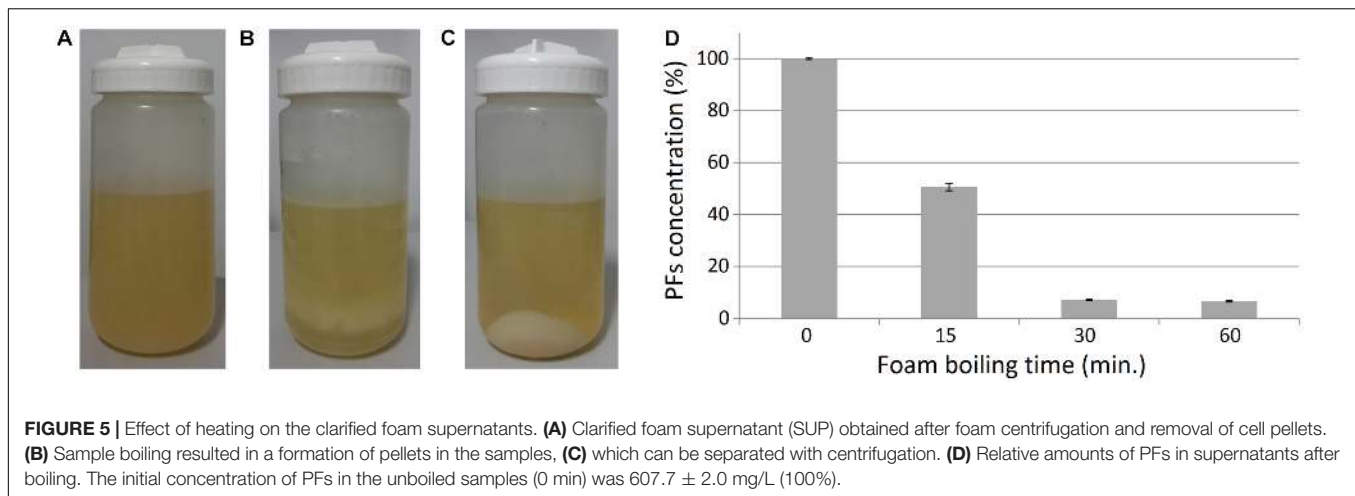 A
B
C
D
PFs concentration (%)
100
80
60
40
20
0
0 15 30 60
Foam boiling time (min.)
FIGURE 5 | Effect of heating on the clarified foam supernatants. (A) Clarified foam supernatant (SUP) obtained after foam centrifugation and removal of cell pellets.
(B) Sample boiling resulted in a formation of pellets in the samples, (C) which can be separated with centrifugation. (D) Relative amounts of PFs in supernatants after
boiling. The initial concentration of PFs in the unboiled samples (0 min) was 607.7 ± 2.0 mg/L (100%).